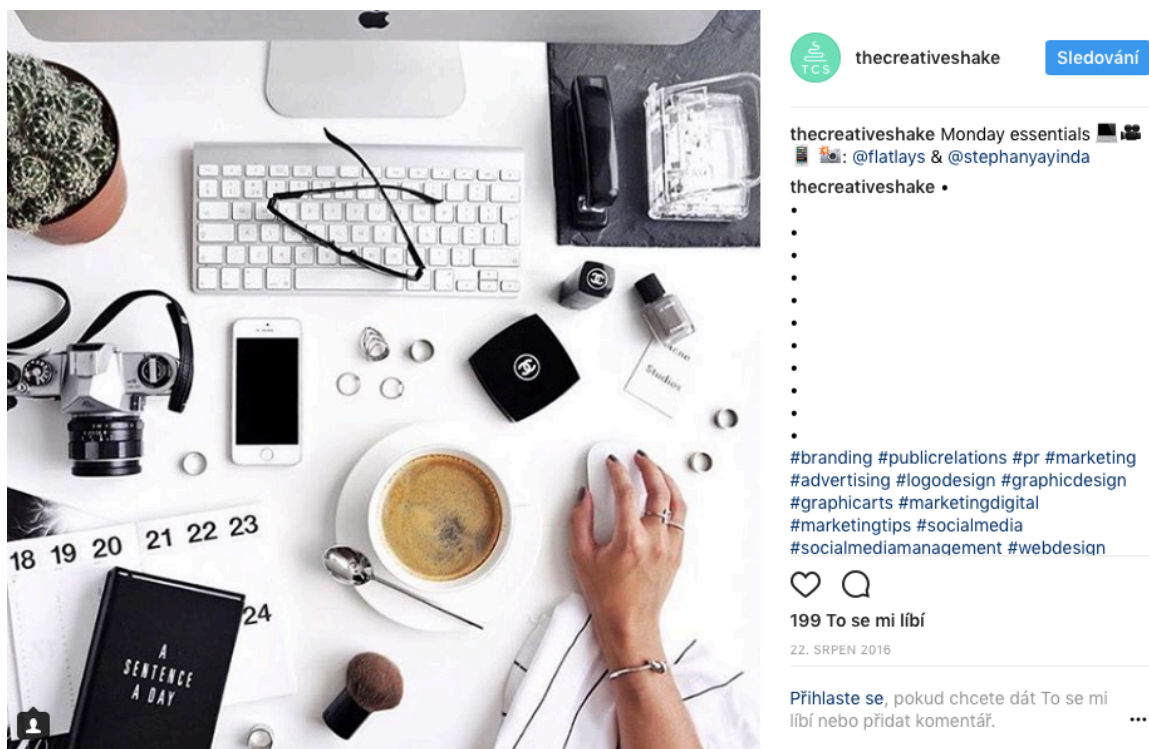 thecreativeshake
Sledování
TCS
thecreativeshake Monday essentials
: @flatlays & @stephanyayinda
thecreativeshake •
•
•
•
•
•
•
•
•
•
•
•
#branding #publicrelations #pr #marketing
#advertising #logodesign #graphicdesign
#graphicarts #marketingdigital
#marketingtips #socialmedia
#socialmediamanagement #webdesign
199 To se mi líbí
22. SRPEN 2016
Přihlaste se, pokud chcete dát To se mi
líbí nebo přidat komentář.
Acne
Studios
18 19 20 21 22 23
24
A
SENTENCE
A DAY